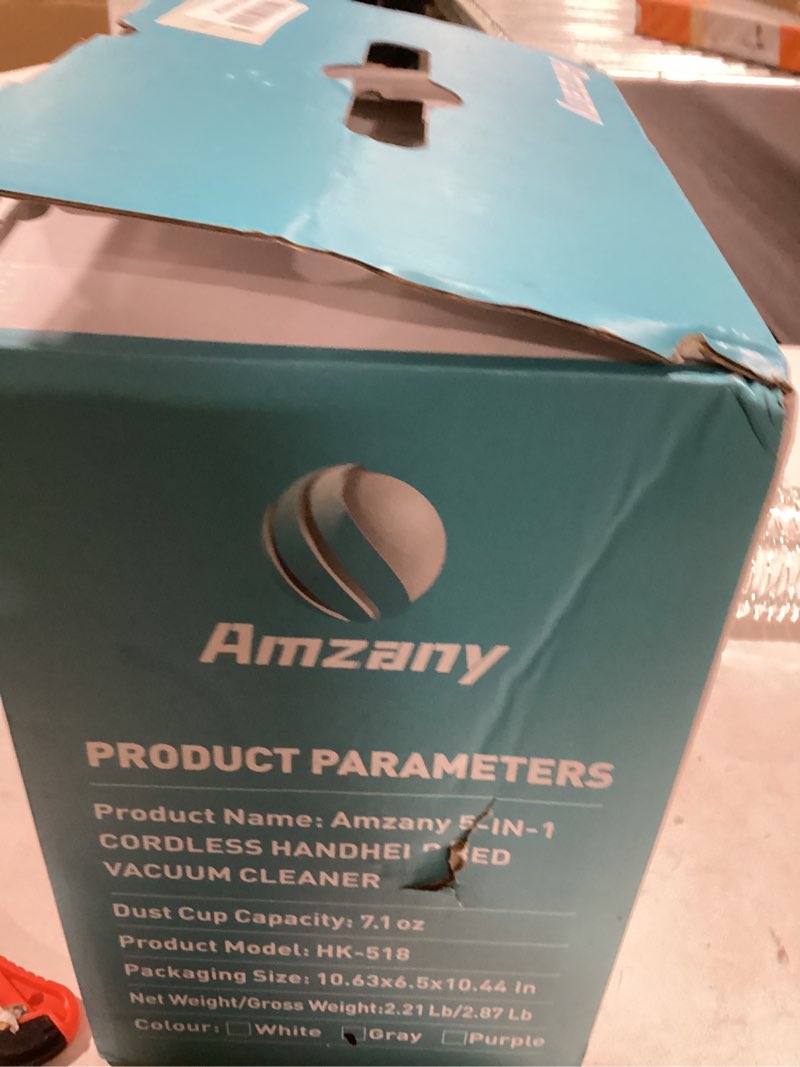 Amzany
PRODUCT PARAMETERS
Product Name: Amzany 5-IN-1
CORDLESS HANDHEL
VACUUM CLEANER
Dust Cup Capacity: 7.1 oz
Product Model: HK-518
Packaging Size: 10.63x6.5x10.44 in
Net Weight/Gross Weight:2.21 Lb/2.87 Lb
Colour: White Gray Purple